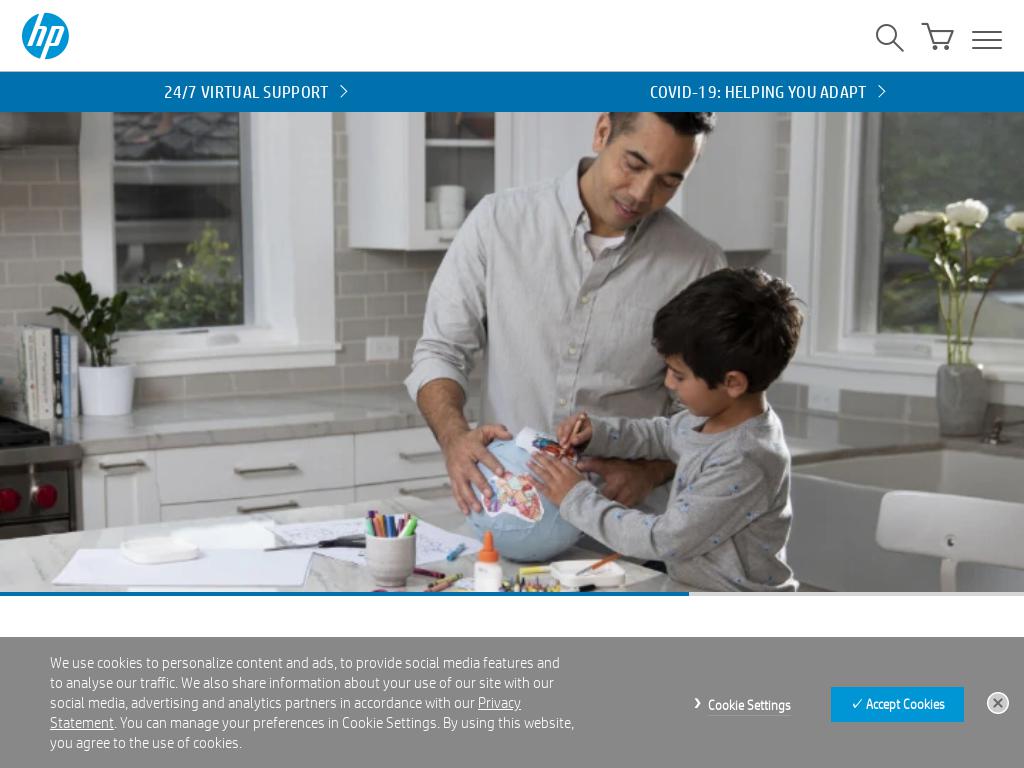 hp
24/7 VIRTUAL SUPPORT
COVID-19: HELPING YOU ADAPT
We use cookies to personalize content and ads, to provide social media features and
to analyse our traffic. We also share information about your use of our site with our
social media, advertising and analytics partners in accordance with our Privacy
Statement. You can manage your preferences in Cookie Settings. By using this website,
you agree to the use of cookies.
Cookie Settings
✓ Accept Cookies